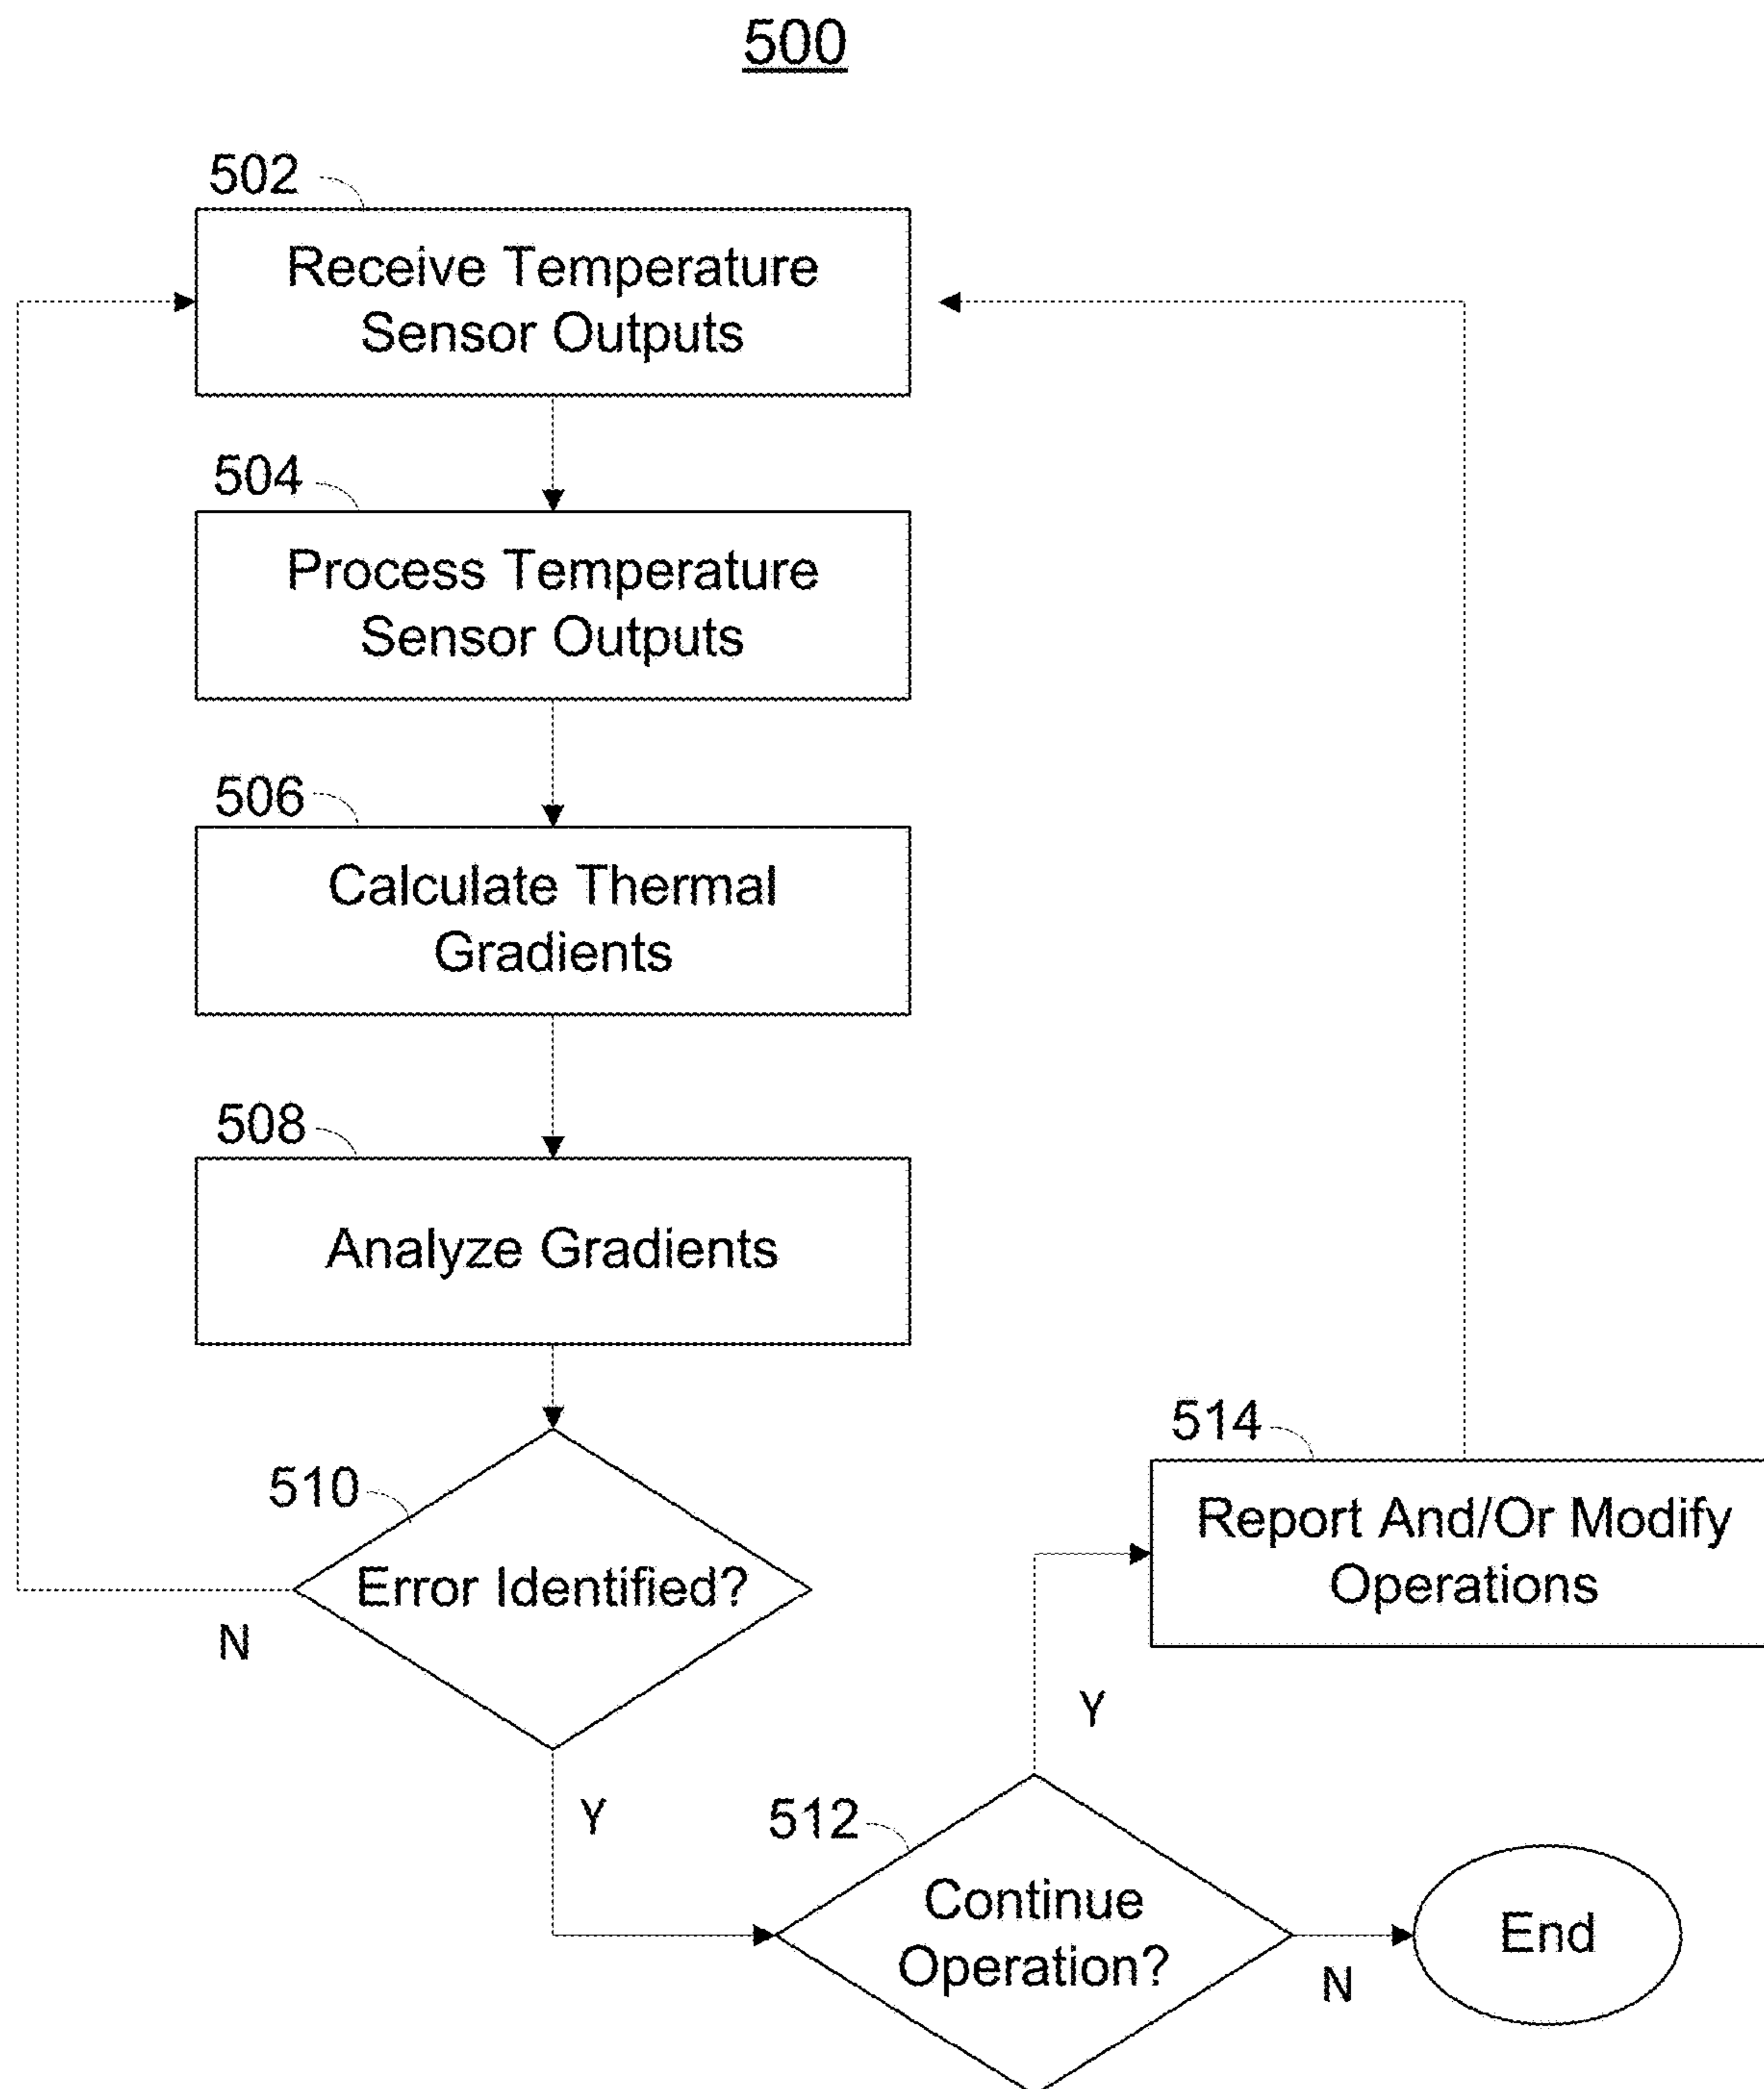 500
502
Receive Temperature
Sensor Outputs
504
Process Temperature
Sensor Outputs
506
Calculate Thermal
Gradients
508
Analyze Gradients
510
Error Identified?
N
Y
514
Report And/Or Modify
Operations
Y
512
Continue
Operation?
N
End